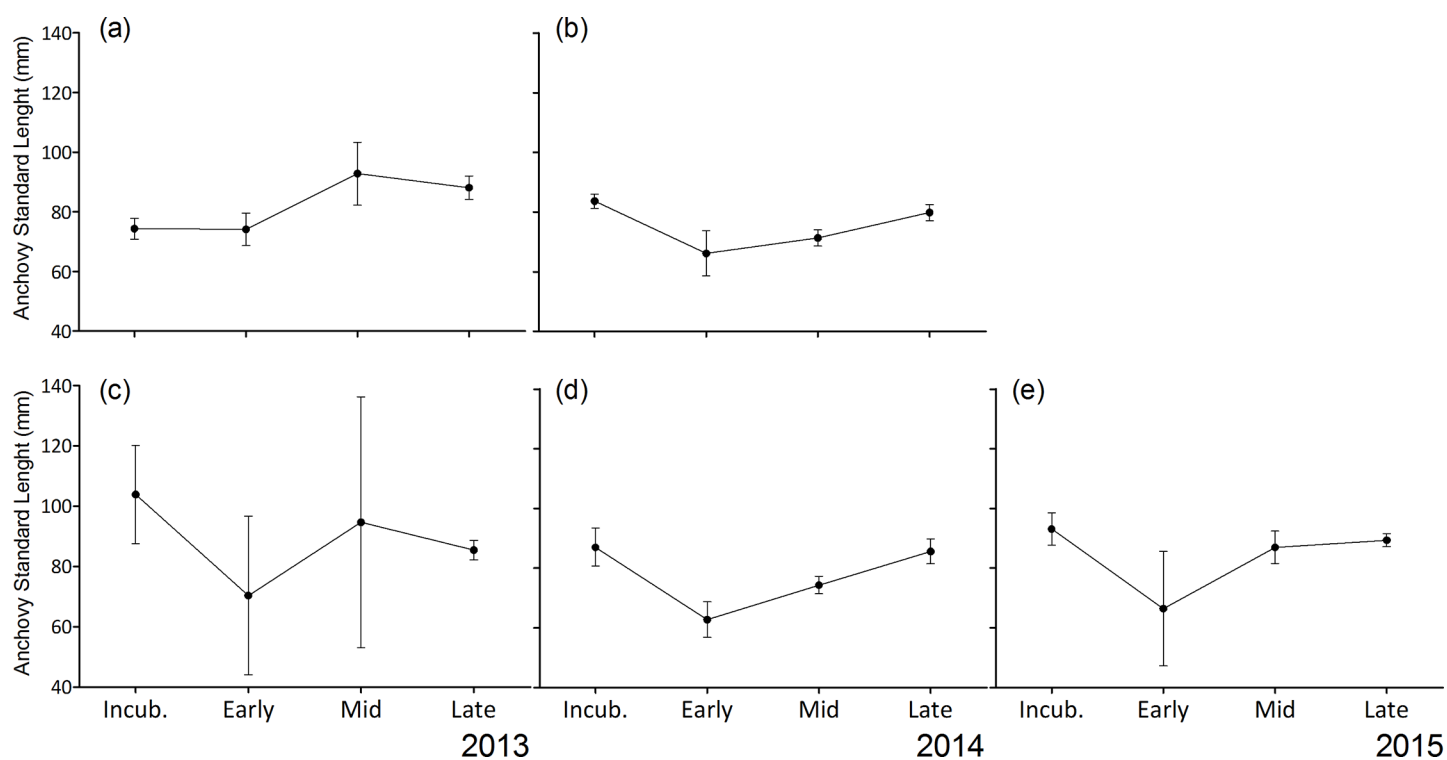 (a)
(b)
Anchovy Standard Lenght (mm)
140
120
100
80
60
40
(c)
(d)
(e)
Anchovy Standard Lenght (mm)
140
120
100
80
60
40
Incub. Early Mid Late
Incub. Early Mid Late
Incub. Early Mid Late
2013
2014
2015